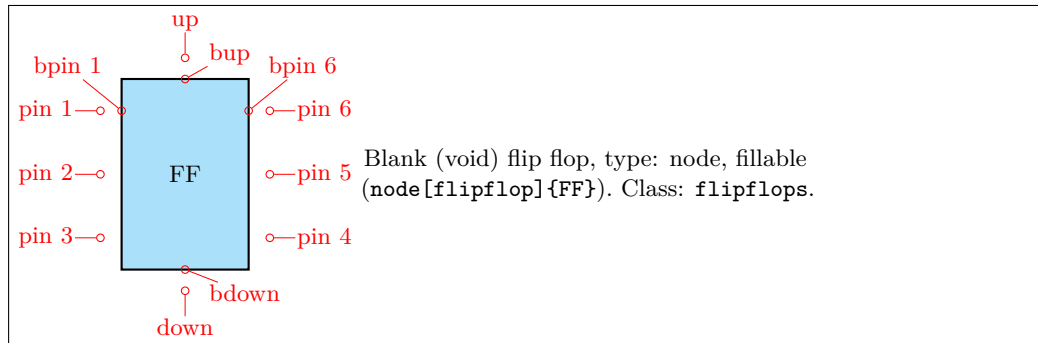 up
bup
bpin 1
bpin 6
pin 1
pin 6
Blank (void) flip flop, type: node, fillable
pin 2
FF
pin 5
(node[flipflop]{FF}). Class: flipflops.
pin 3
pin 4
bdown
down